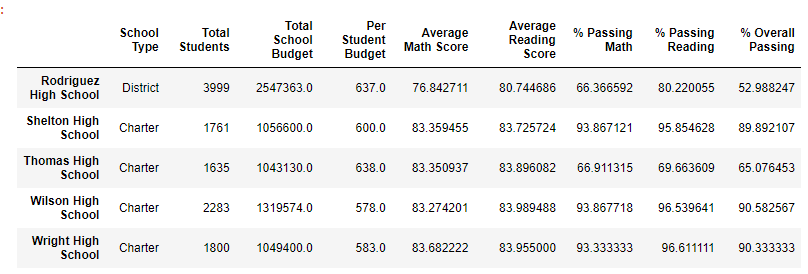 :
School Type Total Students Total School Budget Per Student Budget Average Math Score Average Reading Score % Passing Math % Passing Reading % Overall Passing
Rodriguez High School District 3999 2547363.0 637.0 76.842711 80.744686 66.366592 80.220055 52.988247
Shelton High School Charter 1761 1056600.0 600.0 83.359455 83.725724 93.867121 95.854628 89.892107
Thomas High School Charter 1635 1043130.0 638.0 83.350937 83.896082 66.911315 69.663609 65.076453
Wilson High School Charter 2283 1319574.0 578.0 83.274201 83.989488 93.867718 96.539641 90.582567
Wright High School Charter 1800 1049400.0 583.0 83.682222 83.955000 93.333333 96.611111 90.333333